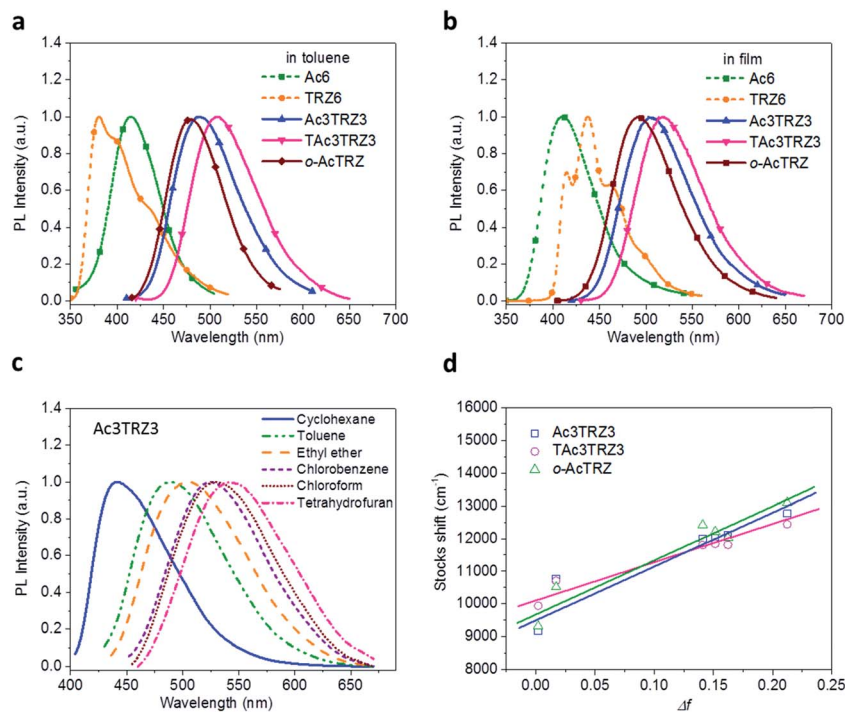 a
in toluene
Ac6
TRZ6
Ac3TRZ3
TAc3TRZ3
o-AcTRZ
PL Intensity (a.u.)
1.4
1.2
1.0
0.8
0.6
0.4
0.2
0.0
350 400 450 500 550 600 650 700
Wavelength (nm)
b
in film
Ac6
TRZ6
Ac3TRZ3
TAc3TRZ3
o-AcTRZ
PL Intensity (a.u.)
1.4
1.2
1.0
0.8
0.6
0.4
0.2
0.0
350 400 450 500 550 600 650 700
Wavelength (nm)
c
Ac3TRZ3
Cyclohexane
Toluene
Ethyl ether
Chlorobenzene
Chloroform
Tetrahydrofuran
PL Intensity (a.u.)
1.4
1.2
1.0
0.8
0.6
0.4
0.2
0.0
400 450 500 550 600 650
Wavelength (nm)
d
Ac3TRZ3
TAc3TRZ3
o-AcTRZ
Stocks shift (cm⁻¹)
16000
15000
14000
13000
12000
11000
10000
9000
8000
0.00 0.05 0.10 0.15 0.20 0.25
Δf